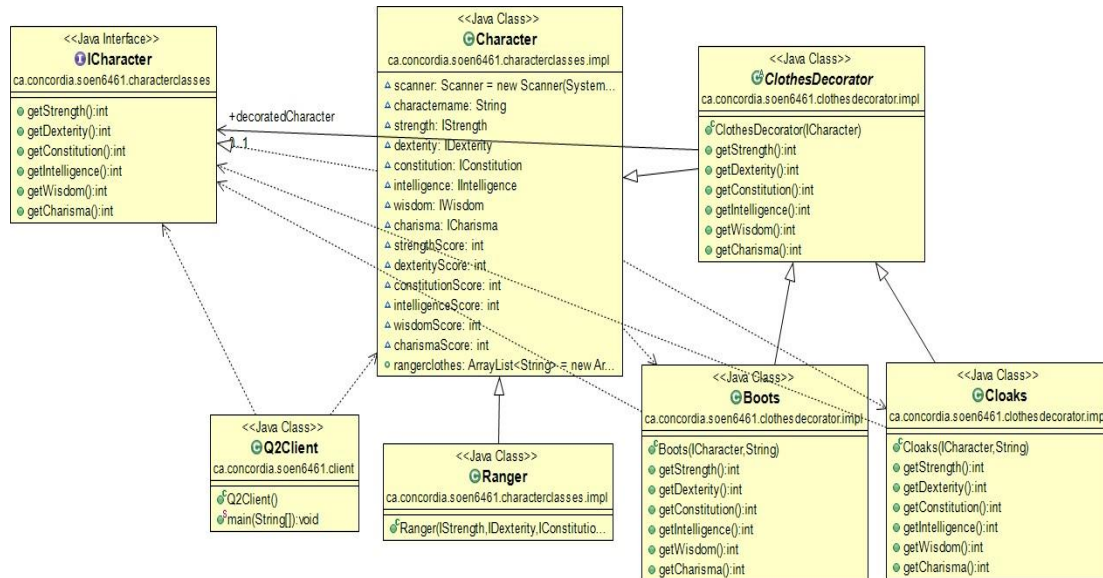 <<Java Interface>>
ICharacter
ca.concordia.soen6461.characterclasses
getStrength():int
getDexterity():int
getConstitution():int
getIntelligence():int
getWisdom():int
getCharisma():int
+decoratedCharacter
0..1
<<Java Class>>
Character
ca.concordia.soen6461.characterclasses.impl
scanner: Scanner = new Scanner(System...
charactername: String
strength: IStrength
dexterity: IDexterity
constitution: IConstitution
intelligence: IIntelligence
wisdom: IWisdom
charisma: ICharisma
strengthScore: int
dexterityScore: int
constitutionScore: int
intelligenceScore: int
wisdomScore: int
charismaScore: int
rangerclothes: ArrayList<String> = new Ar...
<<Java Class>>
ClothesDecorator
ca.concordia.soen6461.clothesdecorator.impl
ClothesDecorator(ICharacter)
getStrength():int
getDexterity():int
getConstitution():int
getIntelligence():int
getWisdom():int
getCharisma():int
<<Java Class>>
Q2Client
ca.concordia.soen6461.client
Q2Client()
main(String[]):void
<<Java Class>>
Ranger
ca.concordia.soen6461.characterclasses.impl
Ranger(IStrength,IDexterity,IConstitutio...
<<Java Class>>
Boots
ca.concordia.soen6461.clothesdecorator.impl
Boots(ICharacter,String)
getStrength():int
getDexterity():int
getConstitution():int
getIntelligence():int
getWisdom():int
getCharisma():int
<<Java Class>>
Cloaks
ca.concordia.soen6461.clothesdecorator.imp
Cloaks(ICharacter,String)
getStrength():int
getDexterity():int
getConstitution():int
getIntelligence():int
getWisdom():int
getCharisma():int